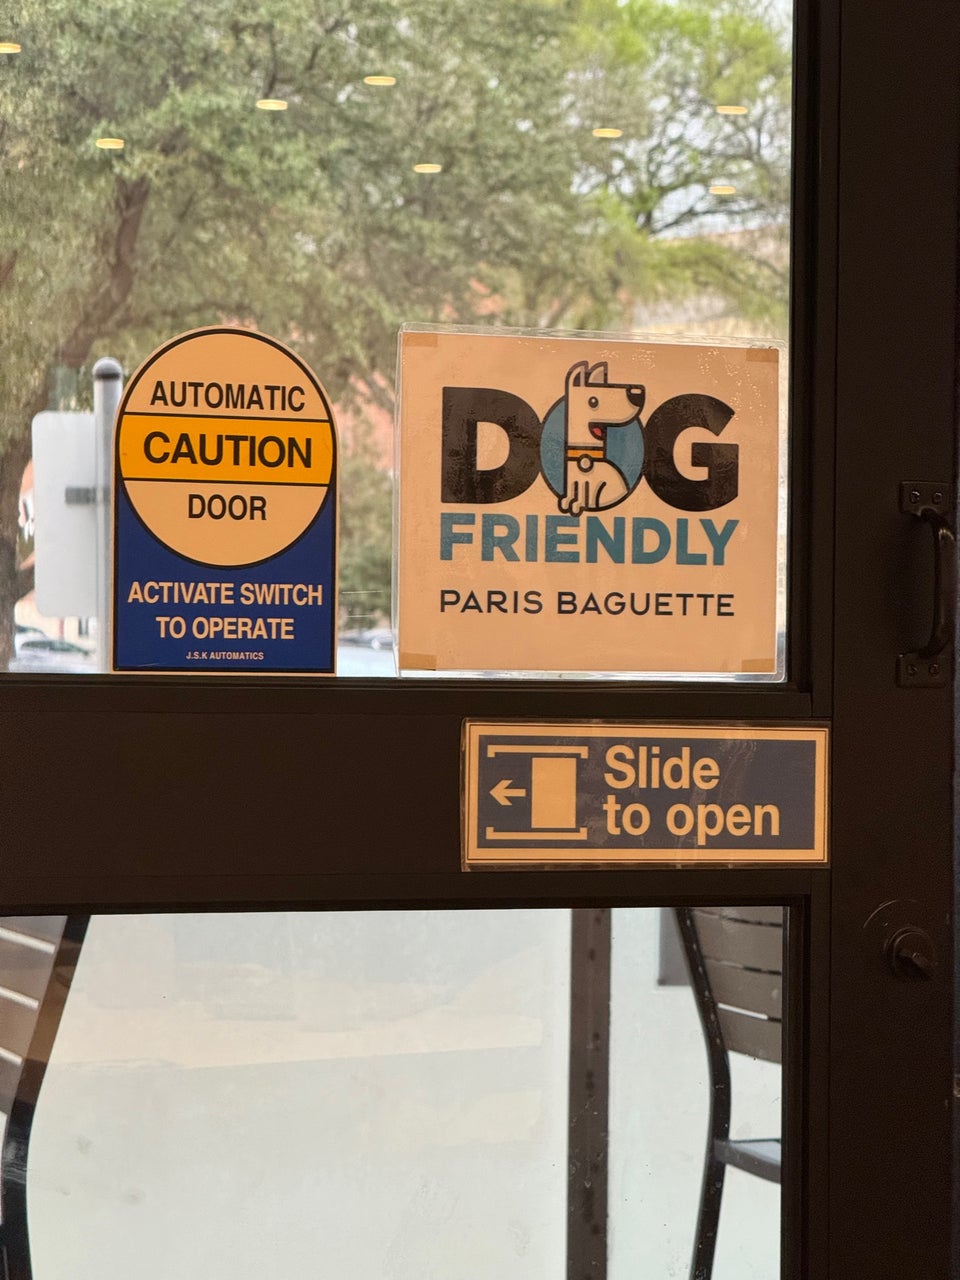 AUTOMATIC
CAUTION
DOOR
ACTIVATE SWITCH
TO OPERATE
J.S.K AUTOMATICS
DOG
FRIENDLY
PARIS BAGUETTE
Slide
to open